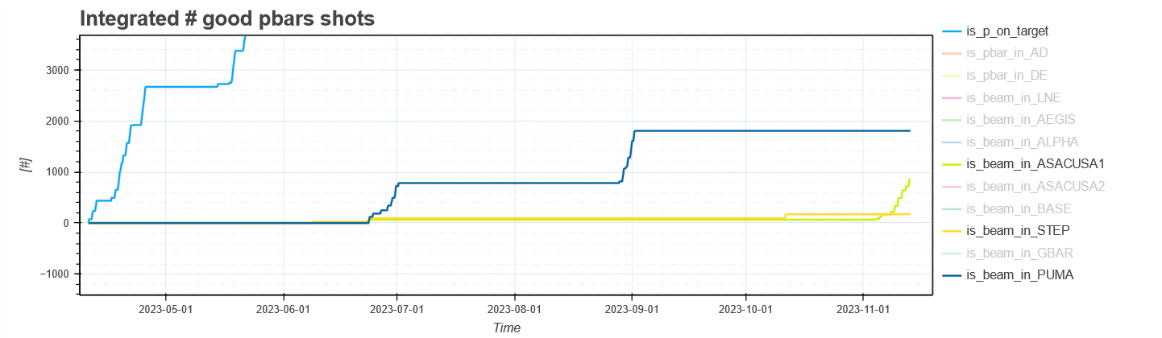 Integrated # good pbars shots
[#]
3000
2000
1000
0
−1000
2023-05-01
2023-06-01
2023-07-01
2023-08-01
2023-09-01
2023-10-01
2023-11-01
Time
is_p_on_target
is_pbar_in_AD
is_pbar_in_DE
is_beam_in_LNE
is_beam_in_AEGIS
is_beam_in_ALPHA
is_beam_in_ASACUSA1
is_beam_in_ASACUSA2
is_beam_in_BASE
is_beam_in_STEP
is_beam_in_GBAR
is_beam_in_PUMA